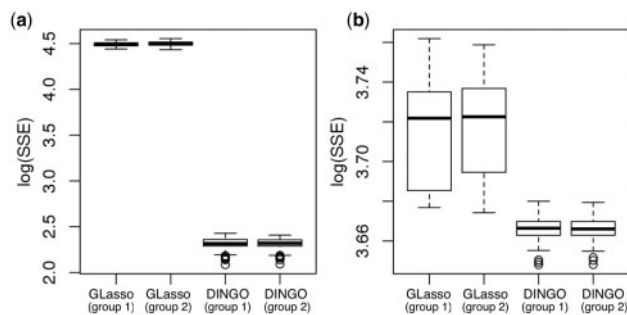 (a)
log(SSE)
4.5
4.0
3.5
3.0
2.5
2.0
GLasso GLasso DINGO DINGO
(group 1) (group 2) (group 1) (group 2)
(b)
log(SSE)
3.74
3.70
3.66
GLasso GLasso DINGO DINGO
(group 1) (group 2) (group 1) (group 2)